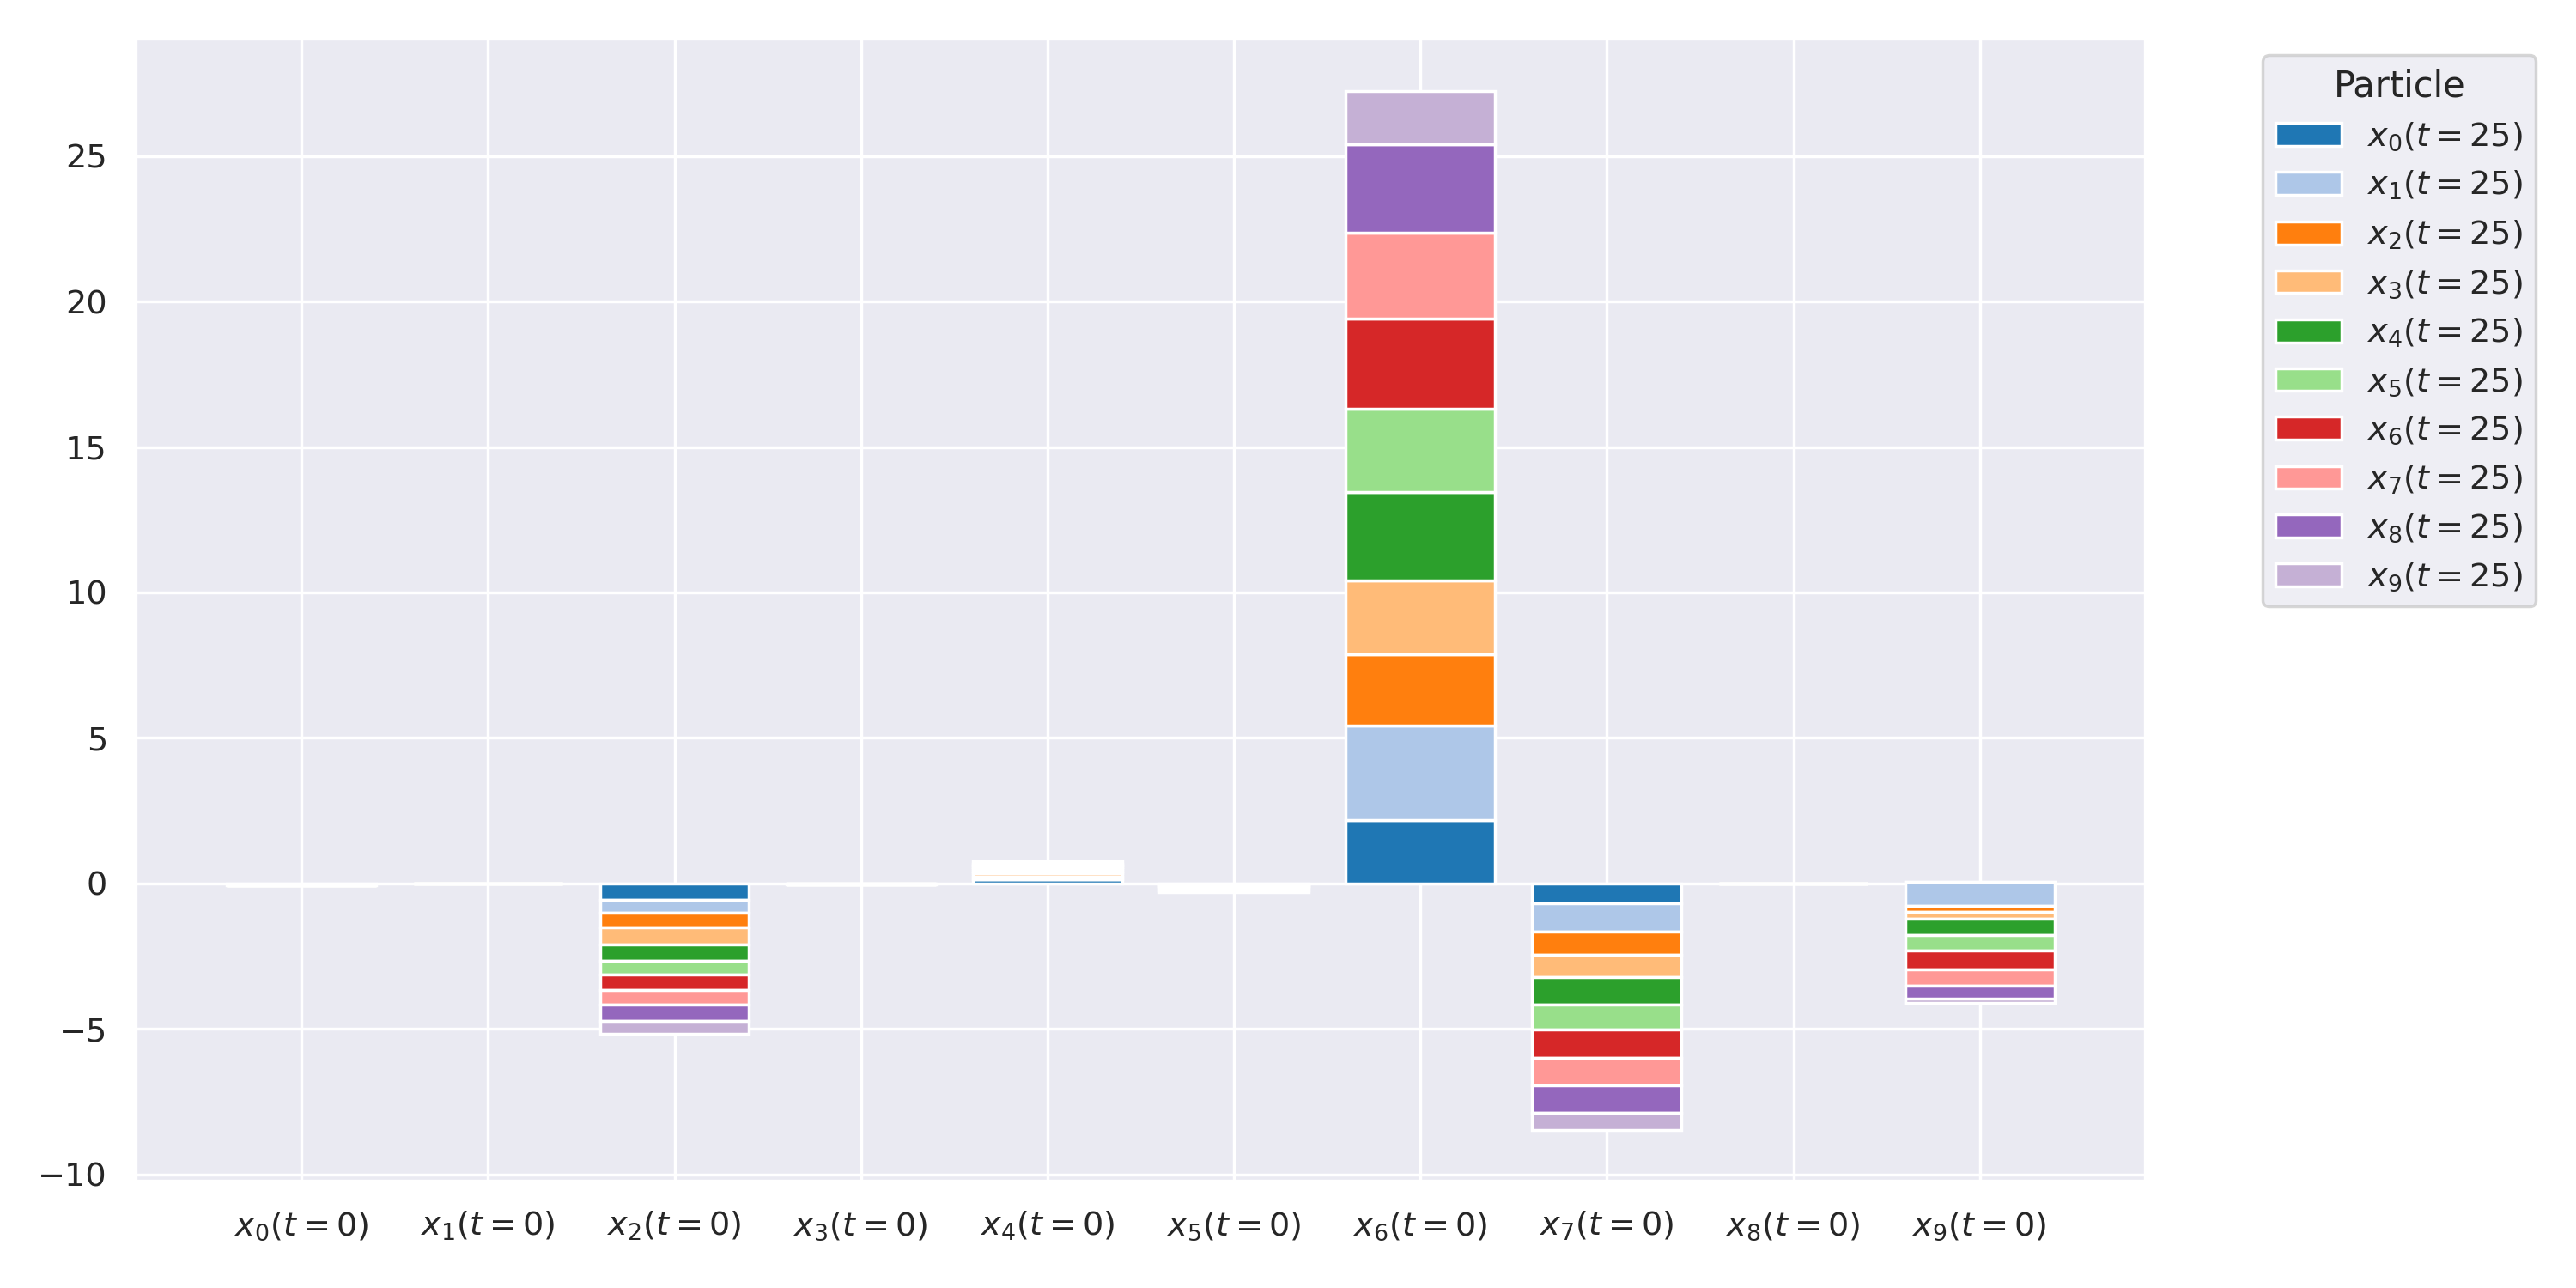 25
20
15
10
5
0
−5
−10
x₀(t = 0) x₁(t = 0) x₂(t = 0) x₃(t = 0) x₄(t = 0) x₅(t = 0) x₆(t = 0) x₇(t = 0) x₈(t = 0) x₉(t = 0)
Particle
x₀(t = 25)
x₁(t = 25)
x₂(t = 25)
x₃(t = 25)
x₄(t = 25)
x₅(t = 25)
x₆(t = 25)
x₇(t = 25)
x₈(t = 25)
x₉(t = 25)